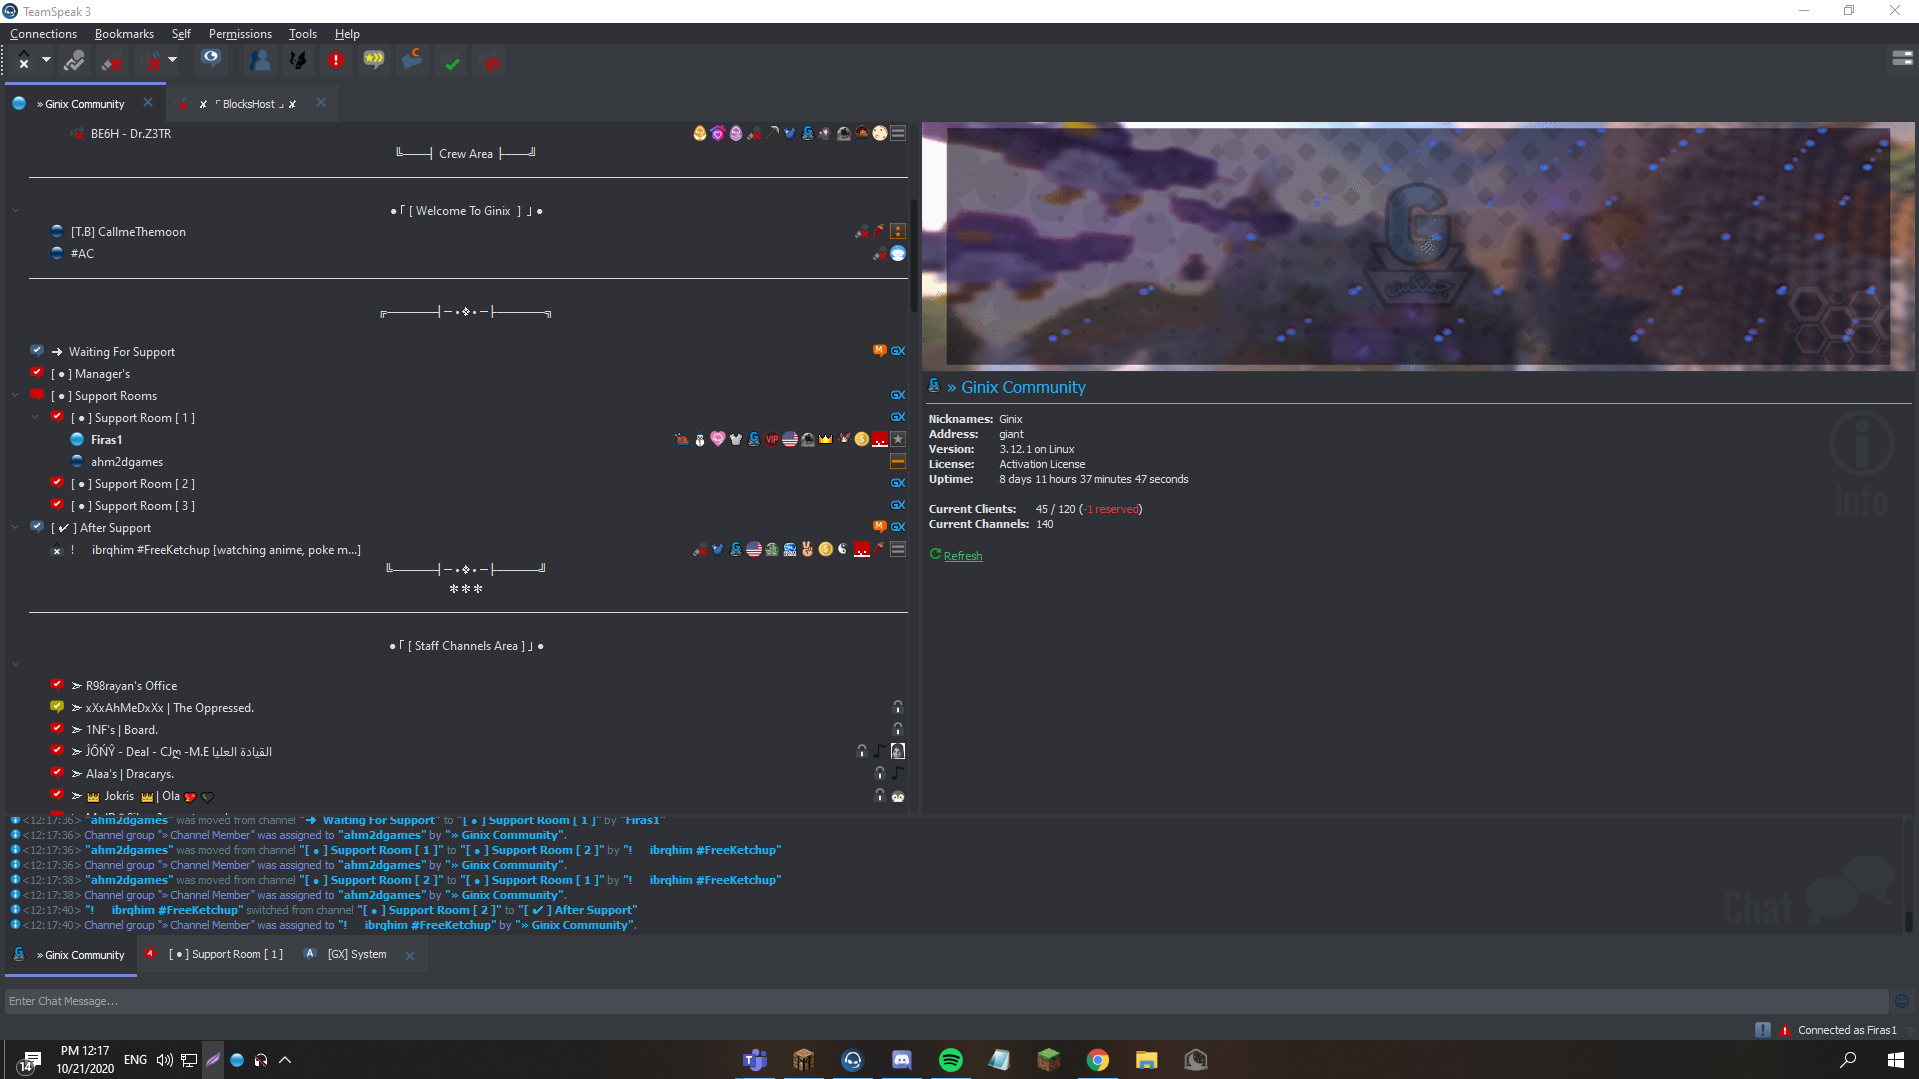 TeamSpeak 3
Connections Bookmarks Self Permissions Tools Help
» Ginix Community ✘ 「BlocksHost 」✘
BE6H - Dr.Z3TR
╚═══╡ Crew Area ╞═══╝
●「 [ Welcome To Ginix ] 」●
[T.B] CallmeThemoon
#AC
➜ Waiting For Support
[ ● ] Manager's
[ ● ] Support Rooms
[ ● ] Support Room [ 1 ]
Firas1
ahm2dgames
[ ● ] Support Room [ 2 ]
[ ● ] Support Room [ 3 ]
[ ✔ ] After Support
! ibrqhim #FreeKetchup [watching anime, poke m...]
***
●「 [ Staff Channels Area ] 」●
➢ R98rayan's Office
➢ xXxAhMeDxXx | The Oppressed.
➢ 1NF's | Board.
➢ ĴŐŃŶ - Deal - CJღ -M.E القيادة العليا
➢ Alaa's | Dracarys.
➢ 👑 Jokris 👑 | Ola 💖 🖤
جينكس
» Ginix Community
Nicknames: Ginix
Address: giant
Version: 3.12.1 on Linux
License: Activation License
Uptime: 8 days 11 hours 37 minutes 47 seconds
Current Clients: 45 / 120 (-1 reserved)
Current Channels: 140
Refresh
Info
<12:17:36> "ahm2dgames" was moved from channel "➜ Waiting For Support" to "[ ● ] Support Room [ 1 ]" by "Firas1"
<12:17:36> Channel group "» Channel Member" was assigned to "ahm2dgames" by "» Ginix Community".
<12:17:36> "ahm2dgames" was moved from channel "[ ● ] Support Room [ 1 ]" to "[ ● ] Support Room [ 2 ]" by "! ibrqhim #FreeKetchup"
<12:17:36> Channel group "» Channel Member" was assigned to "ahm2dgames" by "» Ginix Community".
<12:17:38> "ahm2dgames" was moved from channel "[ ● ] Support Room [ 2 ]" to "[ ● ] Support Room [ 1 ]" by "! ibrqhim #FreeKetchup"
<12:17:38> Channel group "» Channel Member" was assigned to "ahm2dgames" by "» Ginix Community".
<12:17:40> "! ibrqhim #FreeKetchup" switched from channel "[ ● ] Support Room [ 2 ]" to "[ ✔ ] After Support"
<12:17:40> Channel group "» Channel Member" was assigned to "! ibrqhim #FreeKetchup" by "» Ginix Community".
Chat
» Ginix Community [ ● ] Support Room [ 1 ] [GX] System
Enter Chat Message...
Connected as Firas1
14 PM 12:17 ENG
10/21/2020